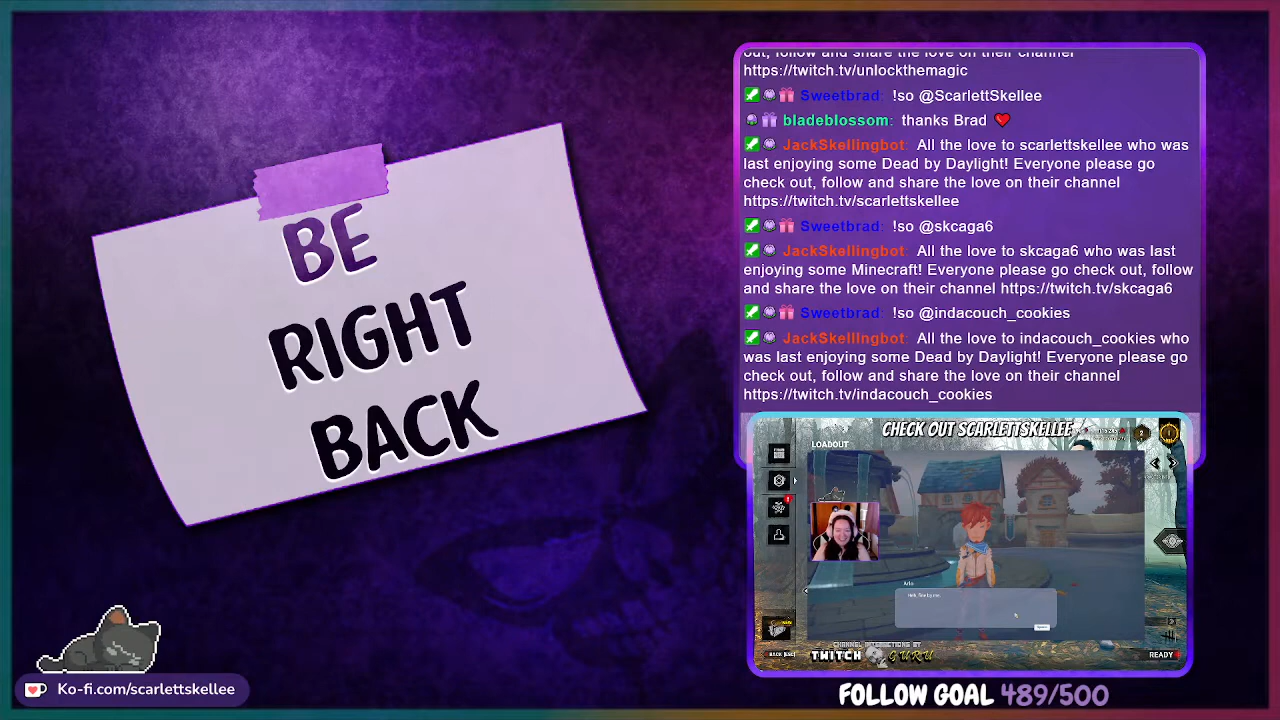 BE
RIGHT
BACK
out, follow and share the love on their channel
https://twitch.tv/unlockthemagic
Sweetbrad: !so @ScarlettSkellee
bladeblossom: thanks Brad
JackSkellingbot: All the love to scarlettskellee who was
last enjoying some Dead by Daylight! Everyone please go
check out, follow and share the love on their channel
https://twitch.tv/scarlettskellee
Sweetbrad: !so @skcaga6
JackSkellingbot: All the love to skcaga6 who was last
enjoying some Minecraft! Everyone please go check out, follow
and share the love on their channel https://twitch.tv/skcaga6
Sweetbrad: !so @indacouch_cookies
JackSkellingbot: All the love to indacouch_cookies who
was last enjoying some Dead by Daylight! Everyone please go
check out, follow and share the love on their channel
https://twitch.tv/indacouch_cookies
CHECK OUT SCARLETTSKELLEE
LOADOUT
Arlo
BACK [ESC]
CHANNEL INTERACTIONS BY
TWITCH GURU
READY
Ko-fi.com/scarlettskellee
FOLLOW GOAL 489/500